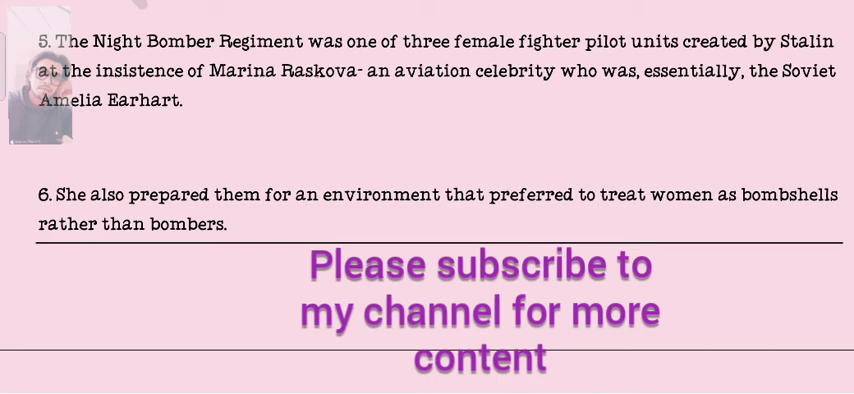 5. The Night Bomber Regiment was one of three female fighter pilot units created by Stalin
at the insistence of Marina Raskova- an aviation celebrity who was, essentially, the Soviet
Amelia Earhart.
6. She also prepared them for an environment that preferred to treat women as bombshells
rather than bombers.
Please subscribe to
my channel for more
content